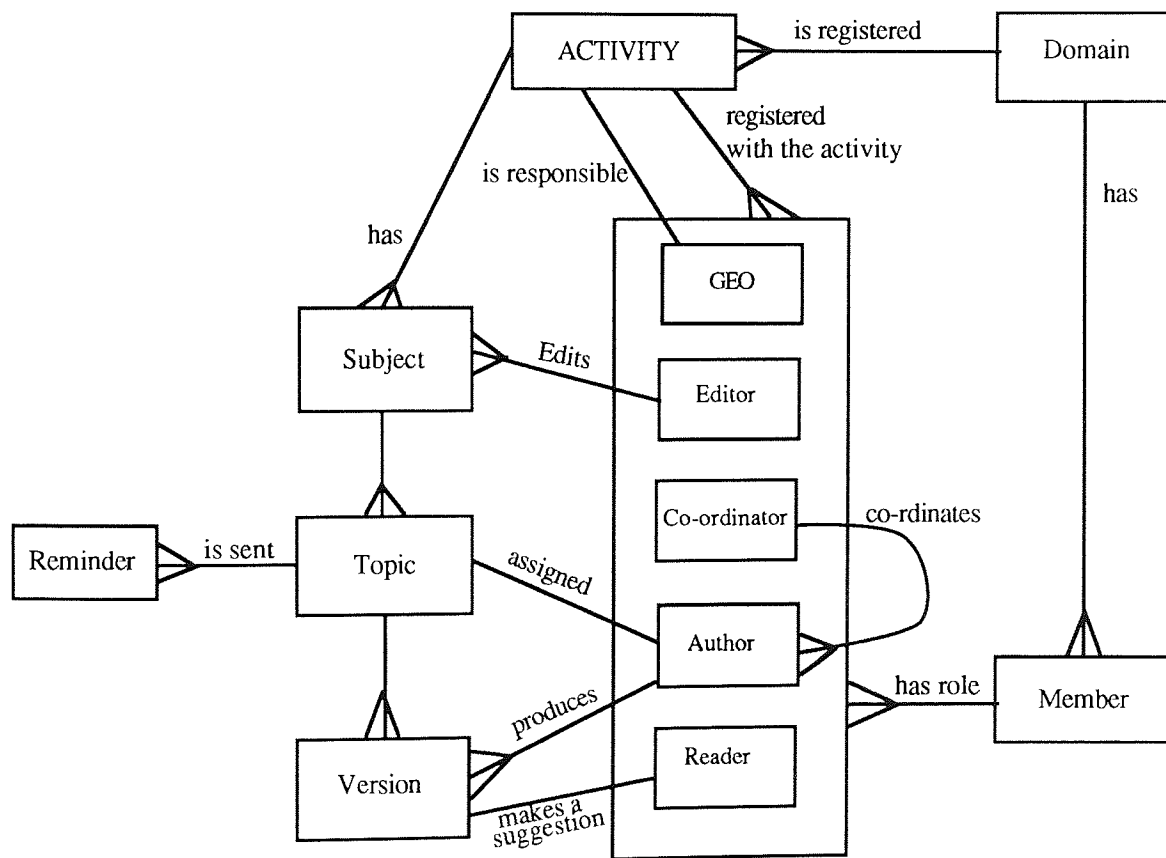 ACTIVITY
is registered
Domain
registered
with the activity
is responsible
has
has
GEO
Subject
Edits
Editor
Co-ordinator
co-rdinates
Reminder
is sent
Topic
assigned
Author
has role
Member
produces
Reader
Version
makes a
suggestion